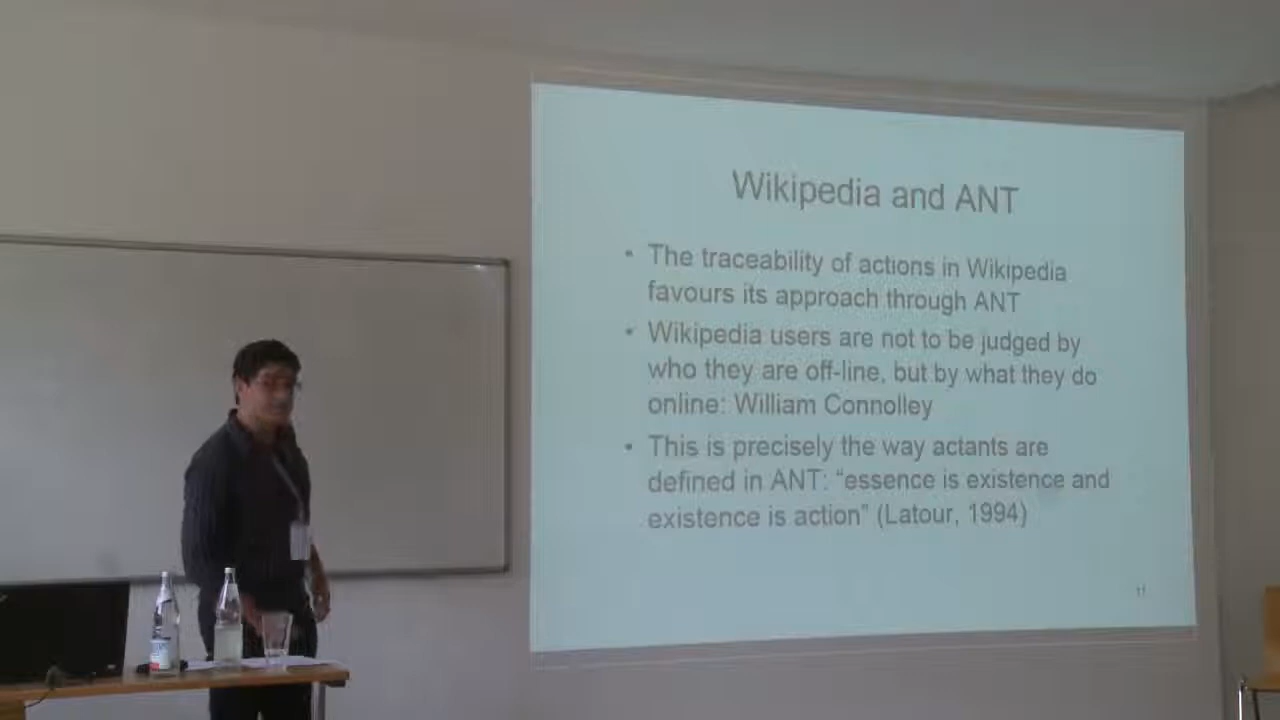 Wikipedia and ANT
• The traceability of actions in Wikipedia
favours its approach through ANT
• Wikipedia users are not to be judged by
who they are off-line, but by what they do
online: William Connolley
• This is precisely the way actants are
defined in ANT: “essence is existence and
existence is action” (Latour, 1994)
11